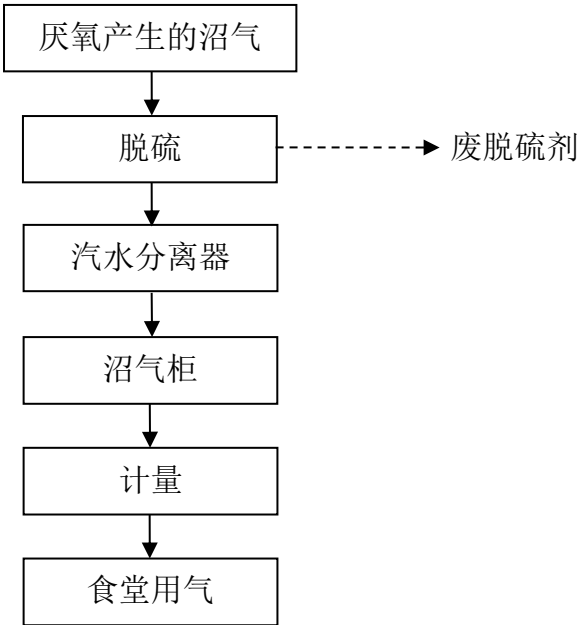 厌氧产生的沼气
脱硫
废脱硫剂
汽水分离器
沼气柜
计量
食堂用气